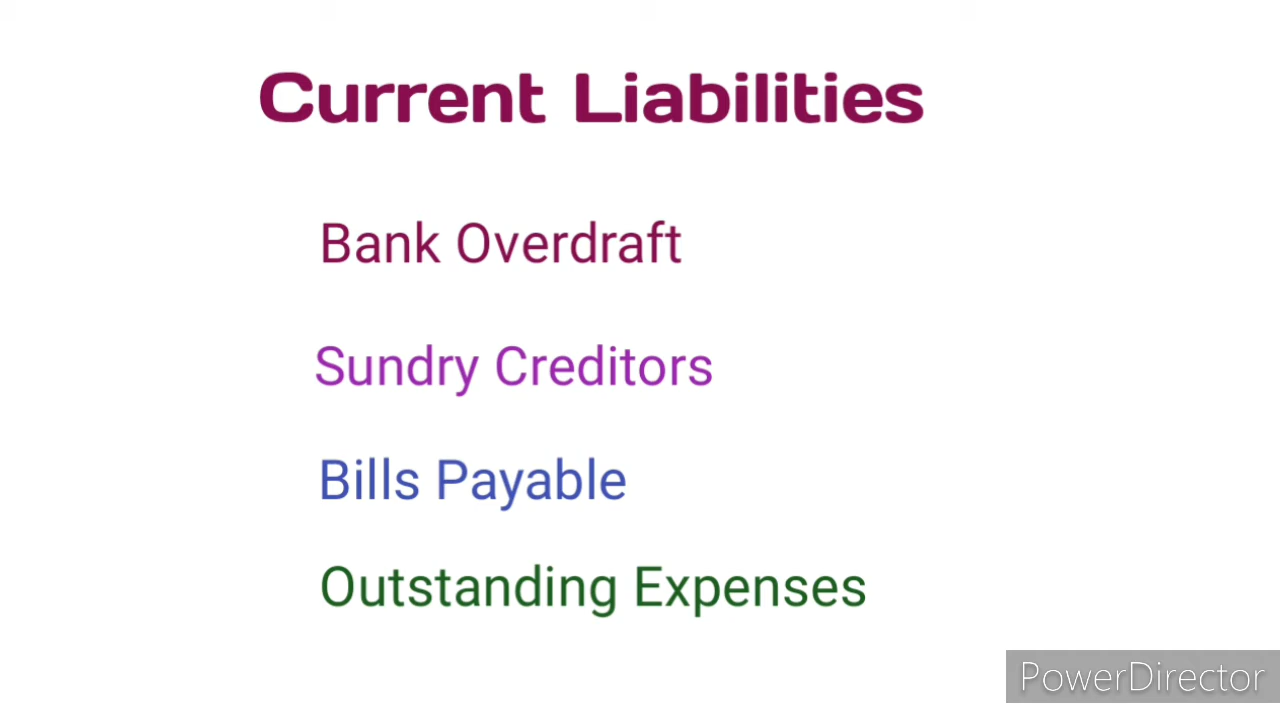 Current Liabilities
Bank Overdraft
Sundry Creditors
Bills Payable
Outstanding Expenses
PowerDirector